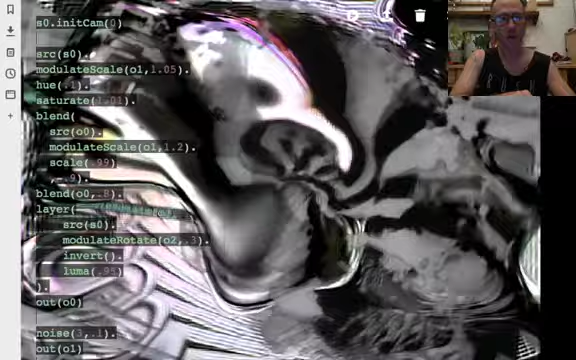 s0.initCam(0)
src(s0).
modulateScale(o1,1.05).
hue(.1).
saturate(1.01).
blend(
src(o0).
modulateScale(o1,1.2).
scale(.99)
,.9).
blend(o0,.8).
layer(
src(s0).
modulateRotate(o2,.3).
invert().
luma(.95)
).
out(o0)
noise(3,.1).
out(o1)